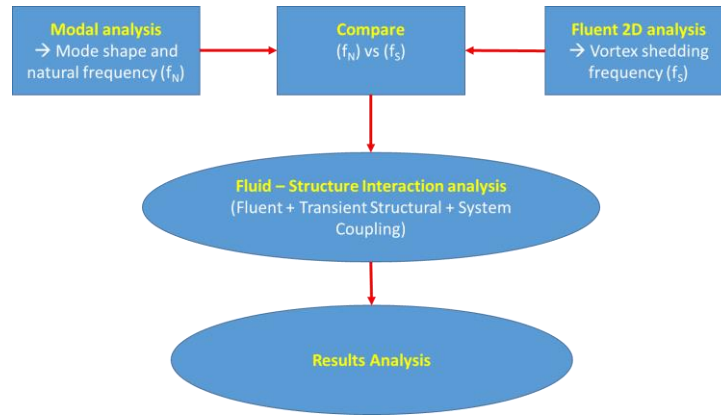 Modal analysis
→ Mode shape and
natural frequency (fN)
Compare
(fN) vs (fS)
Fluent 2D analysis
→ Vortex shedding
frequency (fS)
Fluid – Structure Interaction analysis
(Fluent + Transient Structural + System
Coupling)
Results Analysis